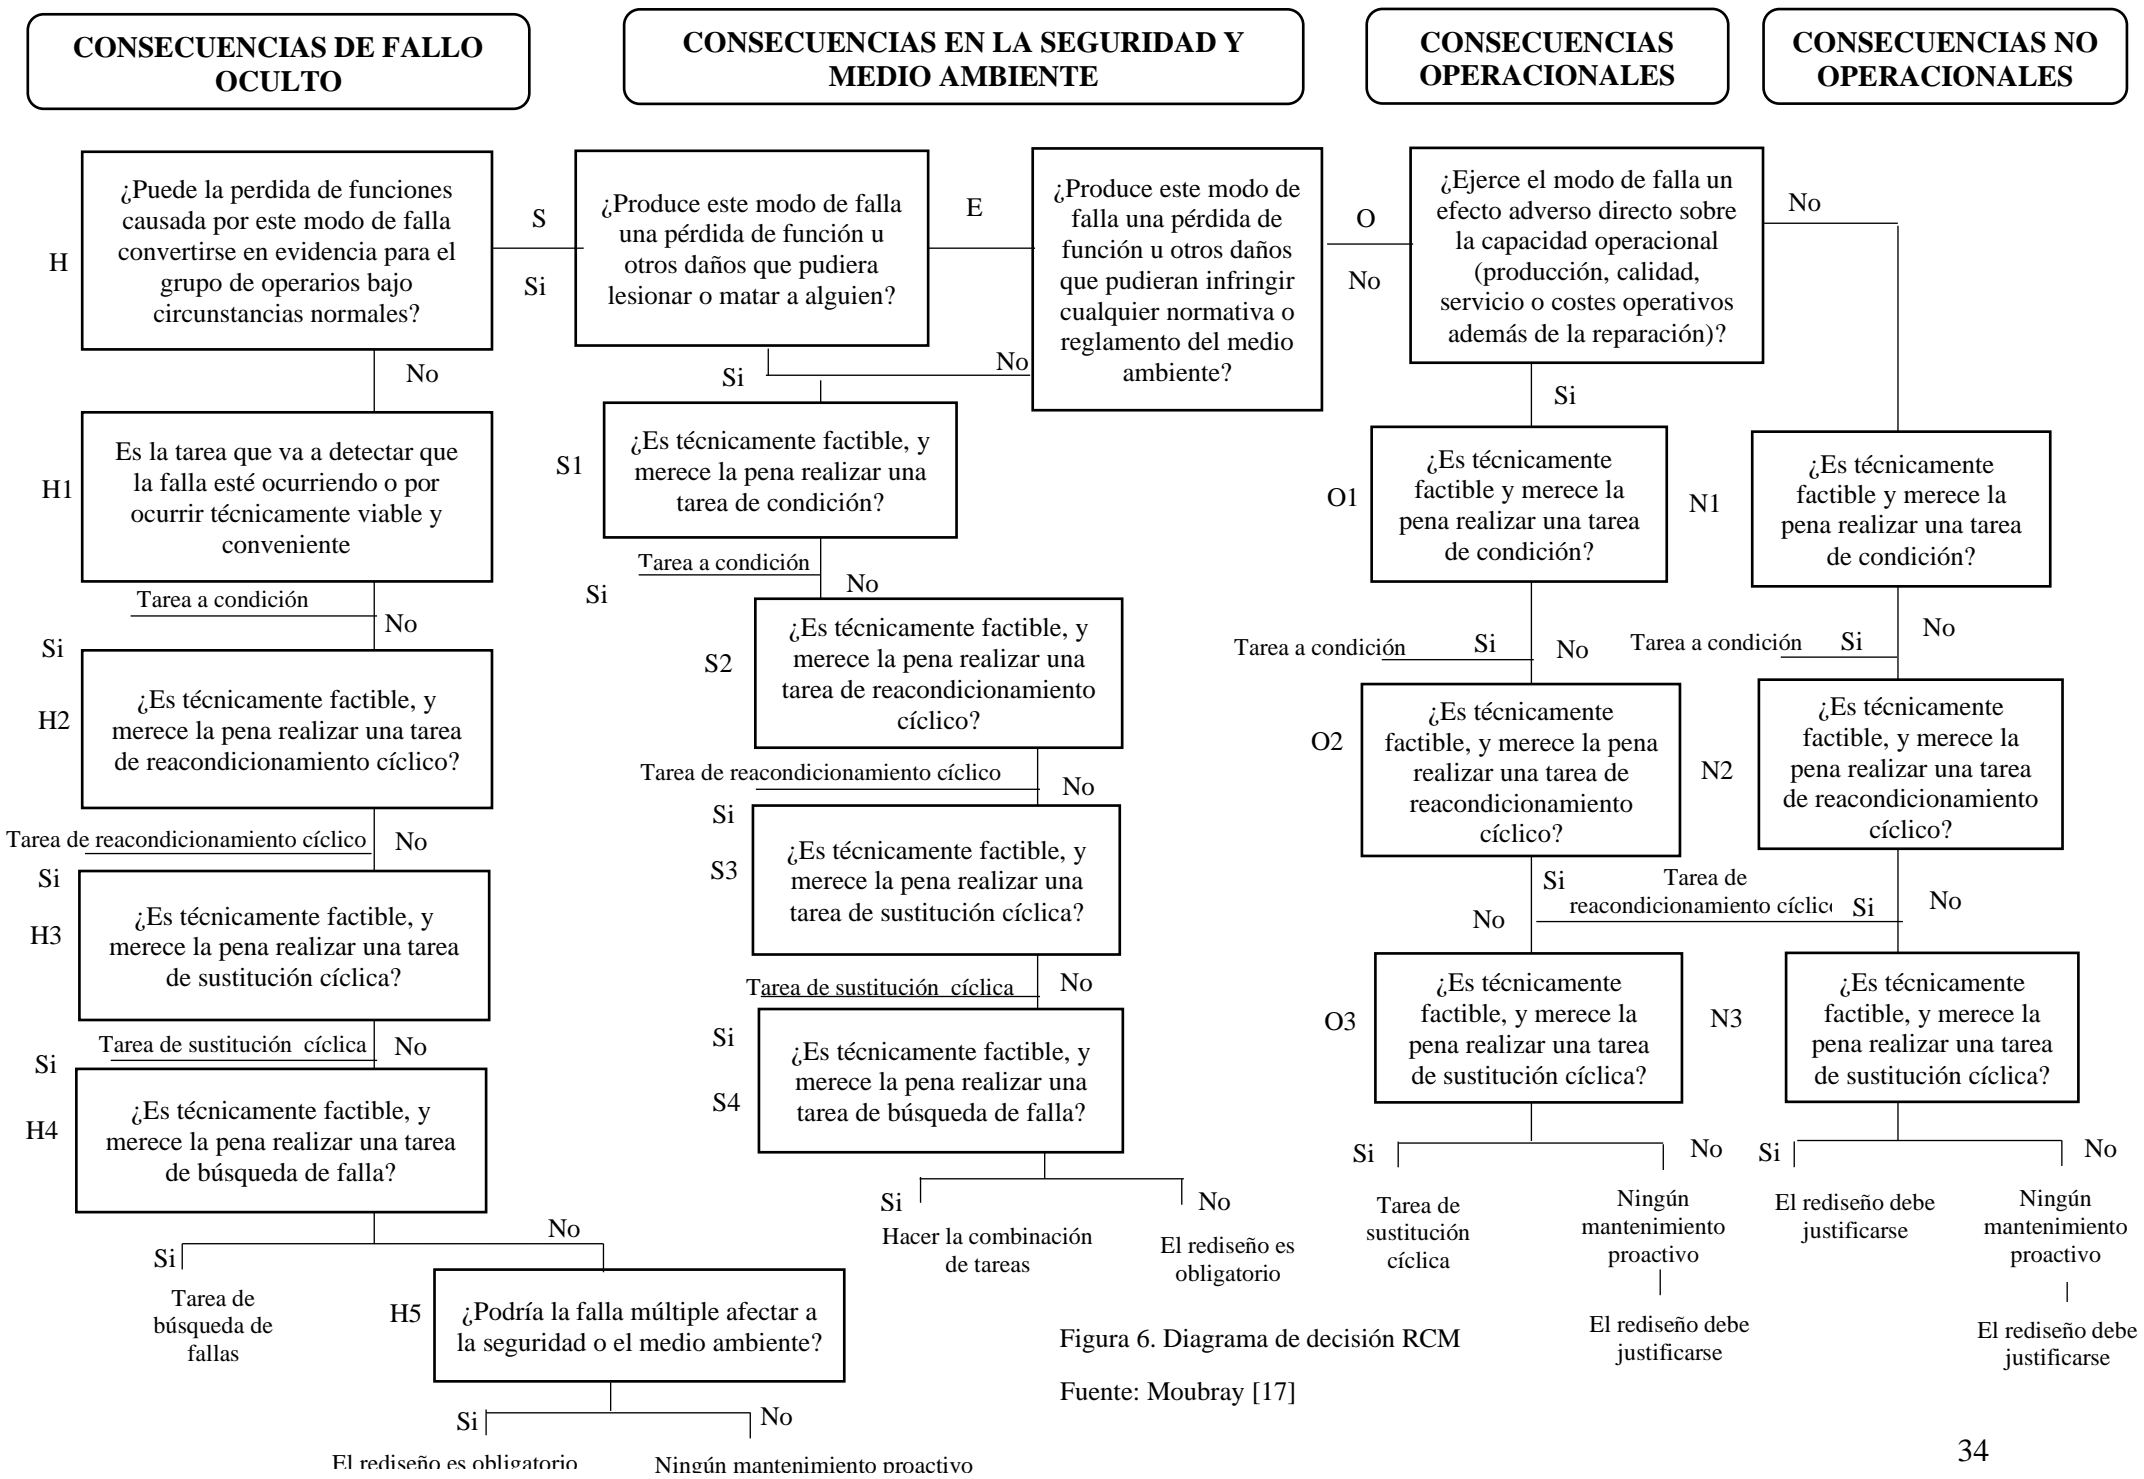 CONSECUENCIAS DE FALLO
OCULTO
CONSECUENCIAS EN LA SEGURIDAD Y
MEDIO AMBIENTE
CONSECUENCIAS
OPERACIONALES
CONSECUENCIAS NO
OPERACIONALES
H
¿Puede la perdida de funciones
causada por este modo de falla
convertirse en evidencia para el
grupo de operarios bajo
circunstancias normales?
S
Si
¿Produce este modo de falla
una pérdida de función u
otros daños que pudiera
lesionar o matar a alguien?
E
¿Produce este modo de
falla una pérdida de
función u otros daños
que pudieran infringir
cualquier normativa o
reglamento del medio
ambiente?
O
No
¿Ejerce el modo de falla un
efecto adverso directo sobre
la capacidad operacional
(producción, calidad,
servicio o costes operativos
además de la reparación)?
No
No
Si
No
Si
H1
Es la tarea que va a detectar que
la falla esté ocurriendo o por
ocurrir técnicamente viable y
conveniente
Tarea a condición
Si
No
H2
¿Es técnicamente factible, y
merece la pena realizar una tarea
de reacondicionamiento cíclico?
Tarea de reacondicionamiento cíclico
No
Si
H3
¿Es técnicamente factible, y
merece la pena realizar una tarea
de sustitución cíclica?
Tarea de sustitución cíclica
No
Si
H4
¿Es técnicamente factible, y
merece la pena realizar una tarea
de búsqueda de falla?
No
Si
Tarea de
búsqueda de
fallas
H5
¿Podría la falla múltiple afectar a
la seguridad o el medio ambiente?
Si
No
El rediseño es obligatorio
Ningún mantenimiento proactivo
S1
¿Es técnicamente factible, y
merece la pena realizar una
tarea de condición?
Tarea a condición
Si
No
S2
¿Es técnicamente factible, y
merece la pena realizar una
tarea de reacondicionamiento
cíclico?
Tarea de reacondicionamiento cíclico
No
Si
S3
¿Es técnicamente factible, y
merece la pena realizar una
tarea de sustitución cíclica?
Tarea de sustitución cíclica
No
Si
S4
¿Es técnicamente factible, y
merece la pena realizar una
tarea de búsqueda de falla?
Si
No
Hacer la combinación
de tareas
El rediseño es
obligatorio
O1
¿Es técnicamente
factible y merece la
pena realizar una tarea
de condición?
Tarea a condición
Si
No
O2
¿Es técnicamente
factible, y merece la pena
realizar una tarea de
reacondicionamiento
cíclico?
Si
No
Tarea de
reacondicionamiento cíclico
O3
¿Es técnicamente
factible, y merece la
pena realizar una tarea
de sustitución cíclica?
Si
No
Tarea de
sustitución
cíclica
Ningún
mantenimiento
proactivo
El rediseño debe
justificarse
N1
¿Es técnicamente
factible y merece la
pena realizar una tarea
de condición?
Tarea a condición
Si
No
N2
¿Es técnicamente
factible, y merece la
pena realizar una tarea
de reacondicionamiento
cíclico?
Si
No
N3
¿Es técnicamente
factible, y merece la
pena realizar una tarea
de sustitución cíclica?
Si
No
El rediseño debe
justificarse
Ningún
mantenimiento
proactivo
El rediseño debe
justificarse
Figura 6. Diagrama de decisión RCM
Fuente: Moubray [17]
34